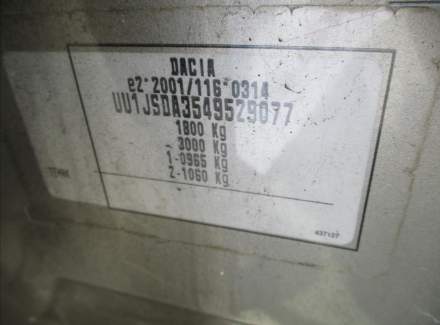 DACIA
e2*2001/116*0314
UU1JSDA3549529077
1800 Kg
3000 Kg
1-0965 Kg
2-1060 Kg